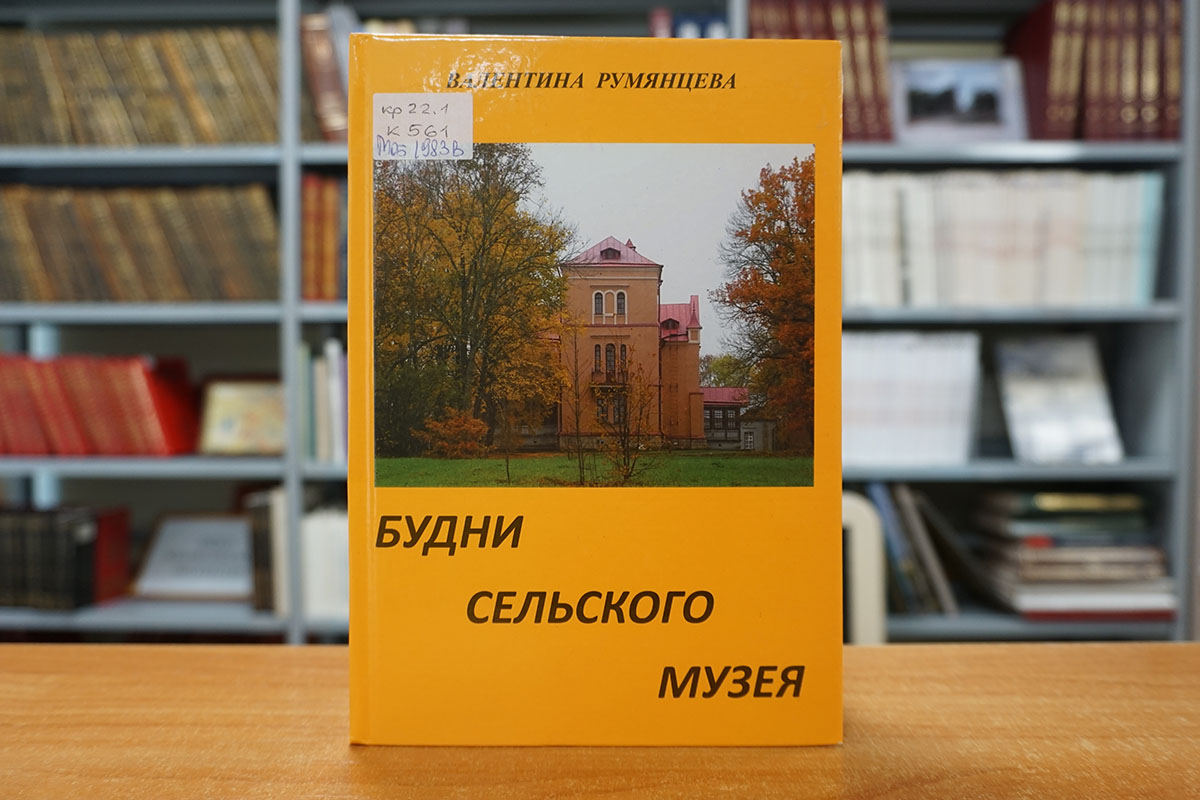 ВАЛЕНТИНА РУМЯНЦЕВА
кр 22.1
к 561
БУДНИ
СЕЛЬСКОГО
МУЗЕЯ